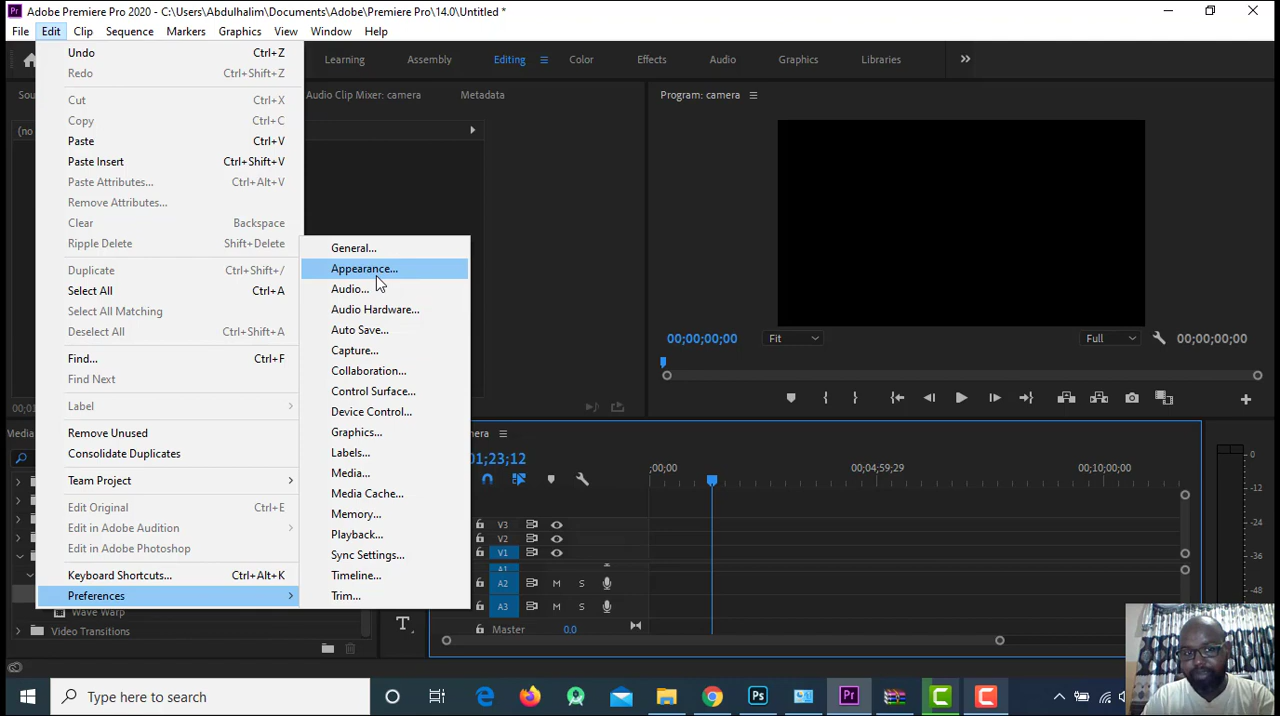 Adobe Premiere Pro 2020 - C:\Users\Abdulhalim\Documents\Adobe\Premiere Pro\14.0\Untitled *
File Edit Clip Sequence Markers Graphics View Window Help
Learning Assembly Editing Color Effects Audio Graphics Libraries
Audio Clip Mixer: camera Metadata
Program: camera
Undo Ctrl+Z
Redo Ctrl+Shift+Z
Cut Ctrl+X
Copy Ctrl+C
Paste Ctrl+V
Paste Insert Ctrl+Shift+V
Paste Attributes... Ctrl+Alt+V
Remove Attributes...
Clear Backspace
Ripple Delete Shift+Delete
Duplicate Ctrl+Shift+/
Select All Ctrl+A
Select All Matching
Deselect All Ctrl+Shift+A
Find... Ctrl+F
Find Next
Label
Remove Unused
Consolidate Duplicates
Team Project
Edit Original Ctrl+E
Edit in Adobe Audition
Edit in Adobe Photoshop
Keyboard Shortcuts... Ctrl+Alt+K
Preferences
General...
Appearance...
Audio...
Audio Hardware...
Auto Save...
Capture...
Collaboration...
Control Surface...
Device Control...
Graphics...
Labels...
Media...
Media Cache...
Memory...
Playback...
Sync Settings...
Timeline...
Trim...
00;00;00;00 Fit Full 00;00;00;00
01;23;12
;00;00 00;04;59;29 00;10;00;00
V3
V2
V1
A1
A2 M S
A3 M S
Master 0.0
0
-12
-24
-36
-48
Wave Warp
Video Transitions
Type here to search
Ps
Pr